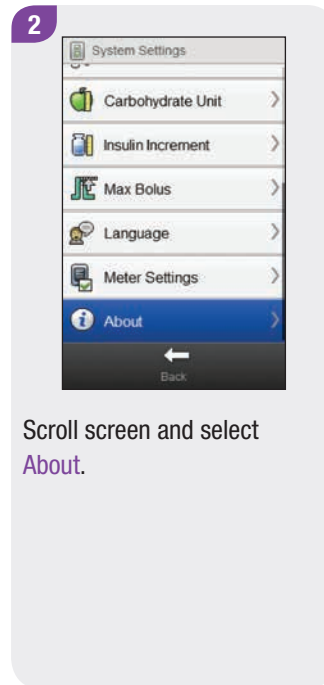 2
System Settings
Carbohydrate Unit
Insulin Increment
Max Bolus
Language
Meter Settings
About
Back
Scroll screen and select
About.